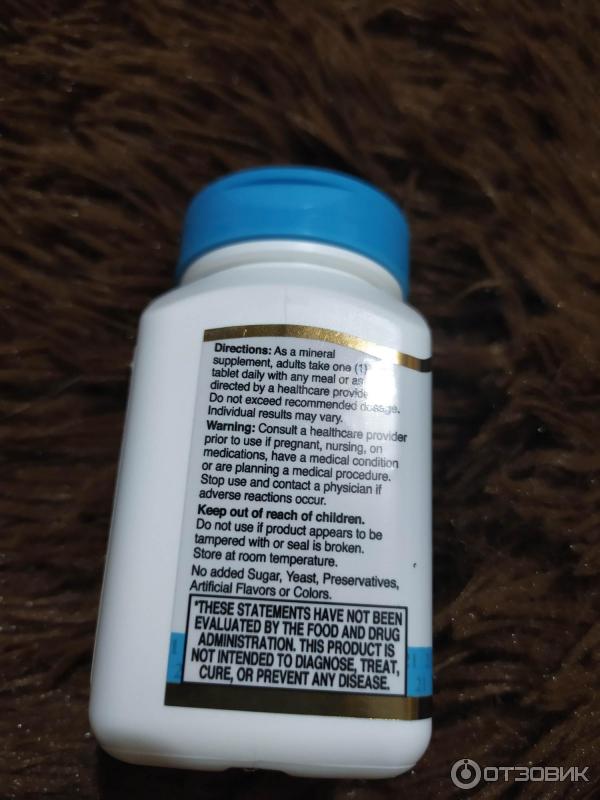 Directions: As a mineral
supplement, adults take one (1)
tablet daily with any meal or as
directed by a healthcare provider.
Do not exceed recommended dosage.
Individual results may vary.
Warning: Consult a healthcare provider
prior to use if pregnant, nursing, on
medications, have a medical condition
or are planning a medical procedure.
Stop use and contact a physician if
adverse reactions occur.
Keep out of reach of children.
Do not use if product appears to be
tampered with or seal is broken.
Store at room temperature.
No added Sugar, Yeast, Preservatives,
Artificial Flavors or Colors.
*THESE STATEMENTS HAVE NOT BEEN
EVALUATED BY THE FOOD AND DRUG
ADMINISTRATION. THIS PRODUCT IS
NOT INTENDED TO DIAGNOSE, TREAT,
CURE, OR PREVENT ANY DISEASE.
21
ОТЗОВИК